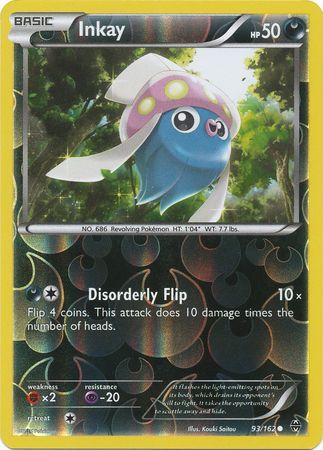 BASIC
Inkay
HP50
NO. 686 Revolving Pokémon HT: 1'04" WT: 7.7 lbs.
Disorderly Flip 10×
Flip 4 coins. This attack does 10 damage times the
number of heads.
weakness
×2
resistance
-20
retreat
It flashes the light-emitting spots on
its body, which drains its opponent's
will to fight. It takes the opportunity
to scuttle away and hide.
Illus. Kouki Saitou
93/162